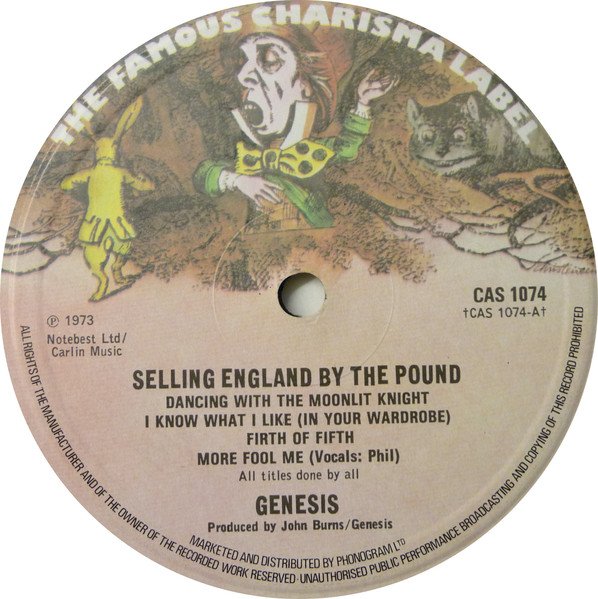 THE FAMOUS CHARISMA LABEL
CAS 1074
†CAS 1074-A†
Ⓟ 1973
Notebest Ltd/
Carlin Music
SELLING ENGLAND BY THE POUND
DANCING WITH THE MOONLIT KNIGHT
I KNOW WHAT I LIKE (IN YOUR WARDROBE)
FIRTH OF FIFTH
MORE FOOL ME (Vocals: Phil)
All titles done by all
GENESIS
Produced by John Burns/Genesis
MARKETED AND DISTRIBUTED BY PHONOGRAM LTD
ALL RIGHTS OF THE MANUFACTURER AND OF THE OWNER OF THE RECORDED WORK RESERVED·UNAUTHORISED PUBLIC PERFORMANCE BROADCASTING AND COPYING OF THIS RECORD PROHIBITED